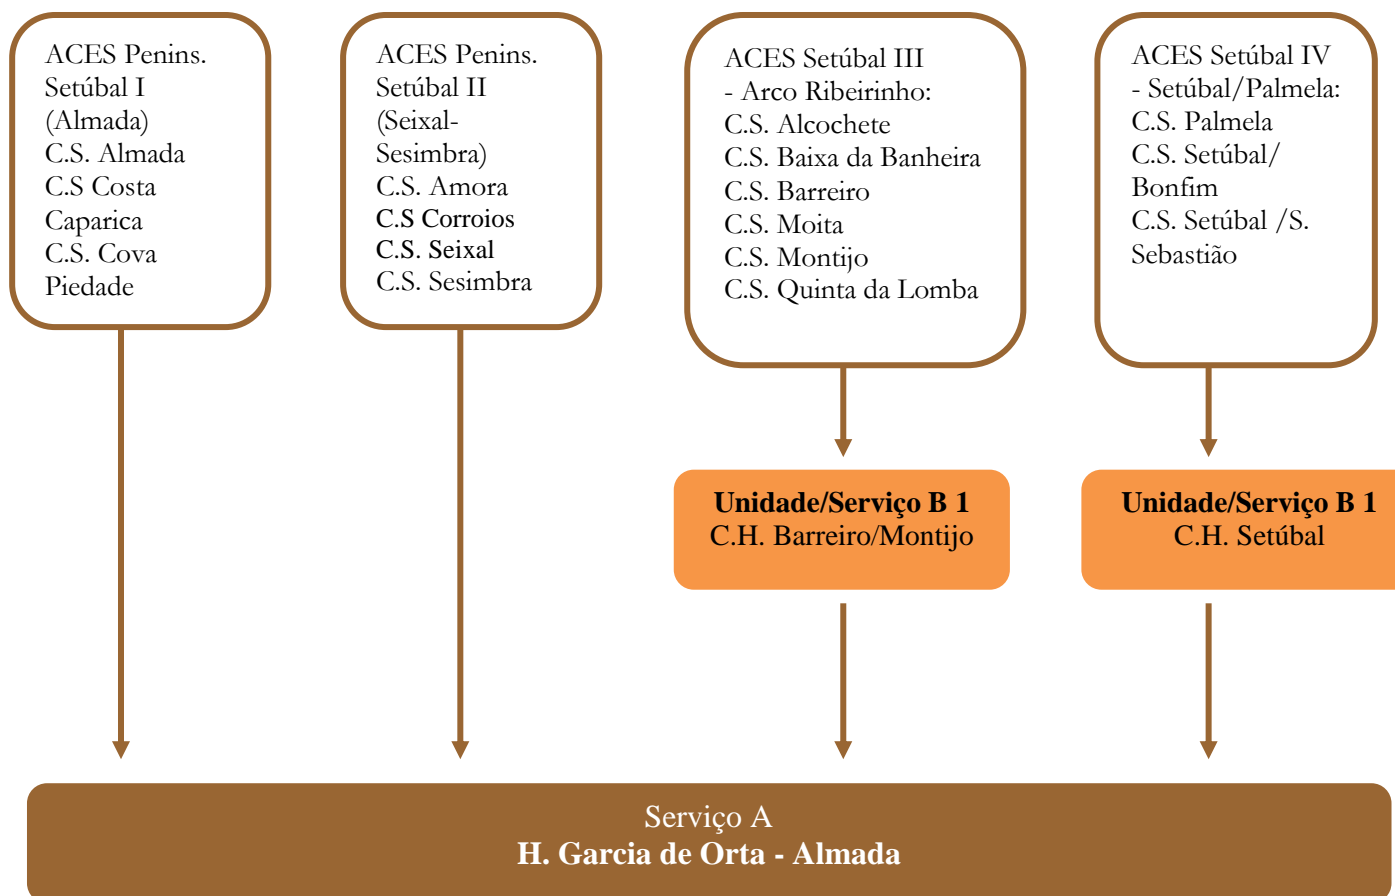 ACES Penins.
Setúbal I
(Almada)
C.S. Almada
C.S Costa
Caparica
C.S. Cova
Piedade
ACES Penins.
Setúbal II
(Seixal-
Sesimbra)
C.S. Amora
C.S Corroios
C.S. Seixal
C.S. Sesimbra
ACES Setúbal III
- Arco Ribeirinho:
C.S. Alcochete
C.S. Baixa da Banheira
C.S. Barreiro
C.S. Moita
C.S. Montijo
C.S. Quinta da Lomba
ACES Setúbal IV
- Setúbal/Palmela:
C.S. Palmela
C.S. Setúbal/
Bonfim
C.S. Setúbal /S.
Sebastião
Unidade/Serviço B 1
C.H. Barreiro/Montijo
Unidade/Serviço B 1
C.H. Setúbal
Serviço A
H. Garcia de Orta - Almada